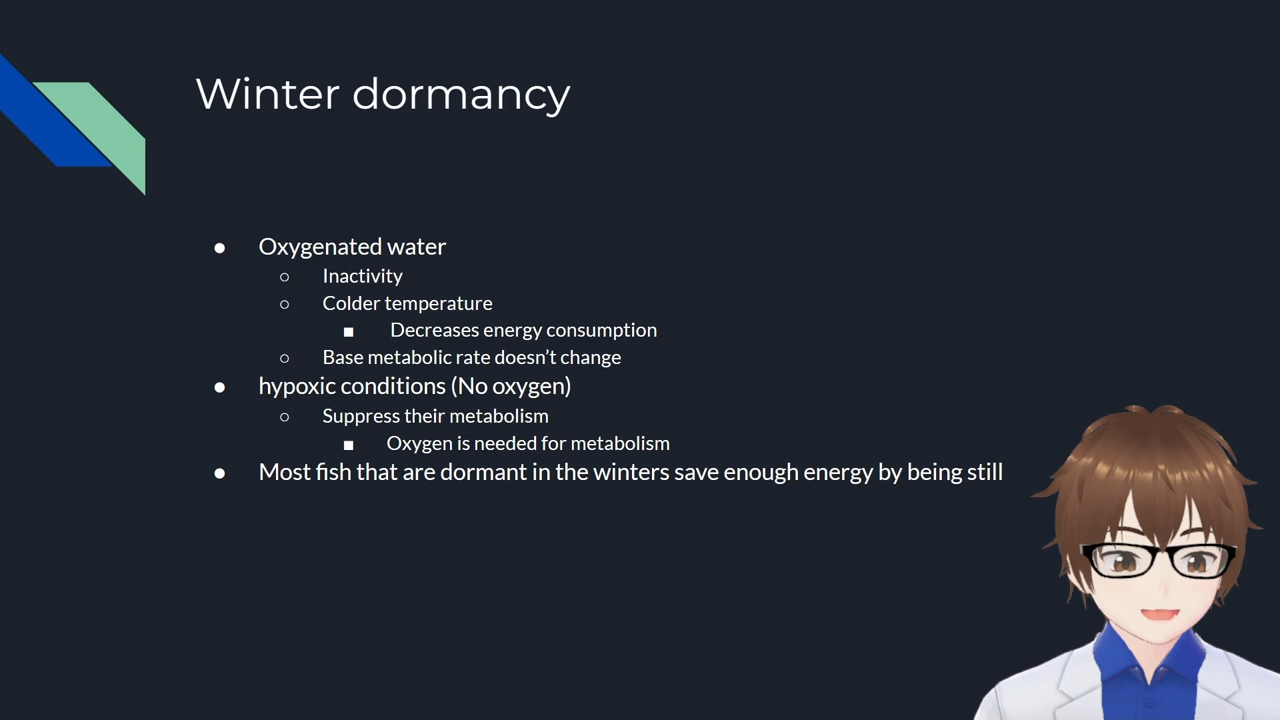 Winter dormancy
● Oxygenated water
○ Inactivity
○ Colder temperature
■ Decreases energy consumption
○ Base metabolic rate doesn’t change
● hypoxic conditions (No oxygen)
○ Suppress their metabolism
■ Oxygen is needed for metabolism
● Most fish that are dormant in the winters save enough energy by being still